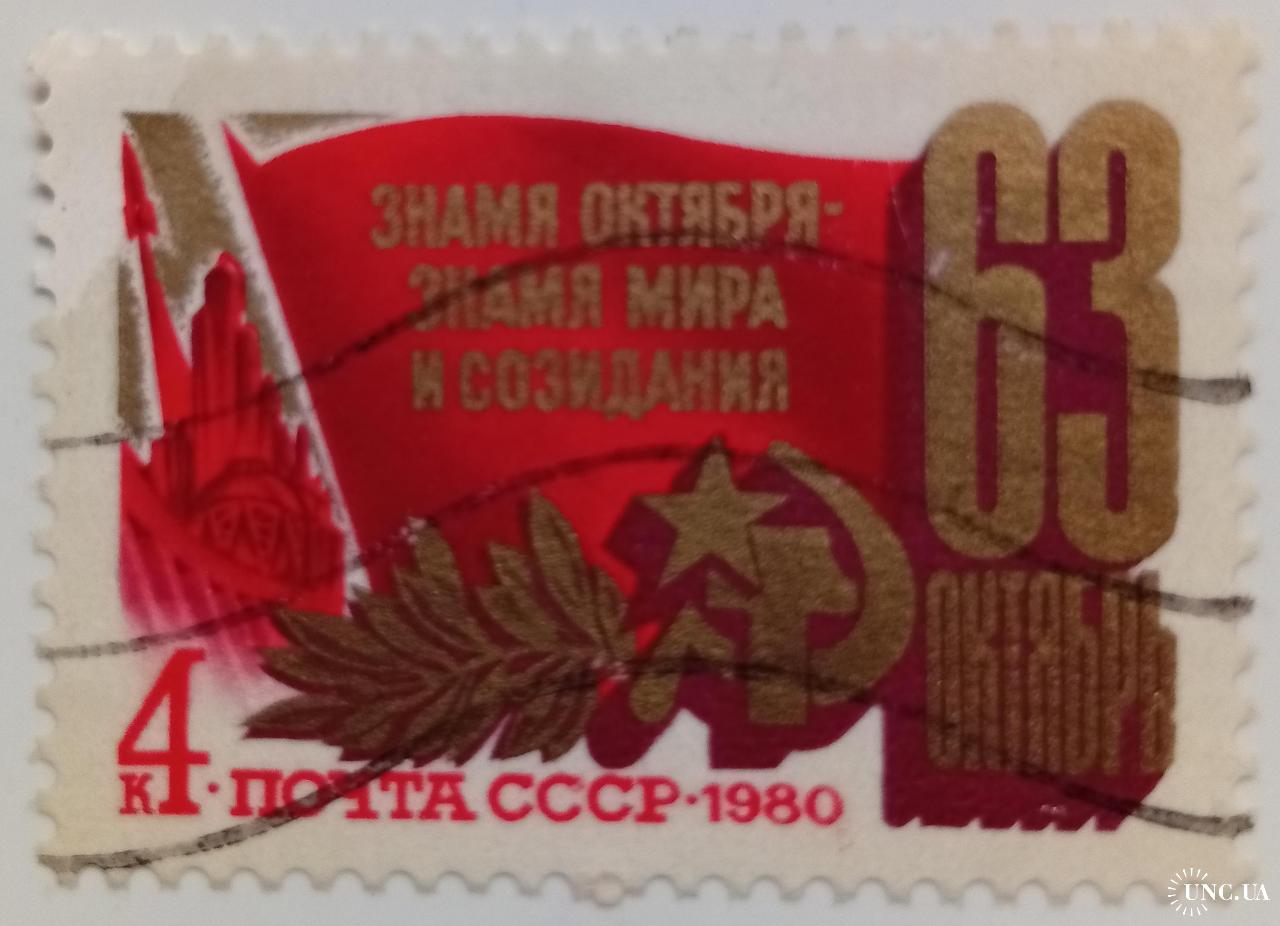 ЗНАМЯ ОКТЯБРЯ-
ЗНАМЯ МИРА
И СОЗИДАНИЯ
63
ОКТЯБРЬ
4
к·ПОЧТА СССР·1980
UNC.UA